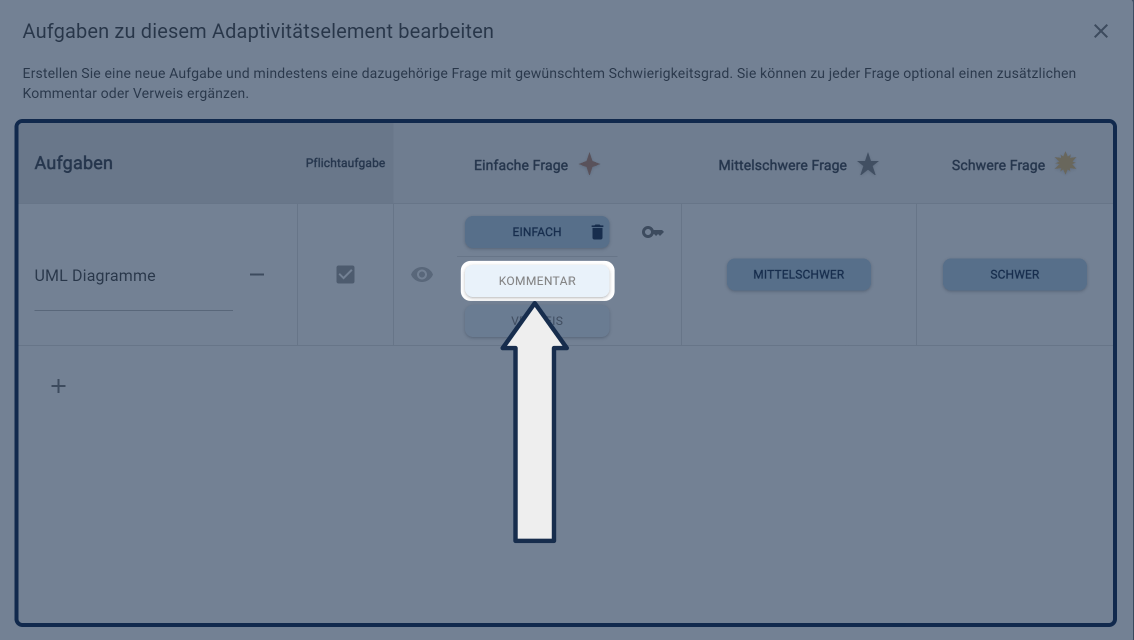 Aufgaben zu diesem Adaptivitätselement bearbeiten
Erstellen Sie eine neue Aufgabe und mindestens eine dazugehörige Frage mit gewünschtem Schwierigkeitsgrad. Sie können zu jeder Frage optional einen zusätzlichen
Kommentar oder Verweis ergänzen.
Aufgaben Pflichtaufgabe Einfache Frage Mittelschwere Frage Schwere Frage
EINFACH
UML Diagramme MITTELSCHWER SCHWER
KOMMENTAR